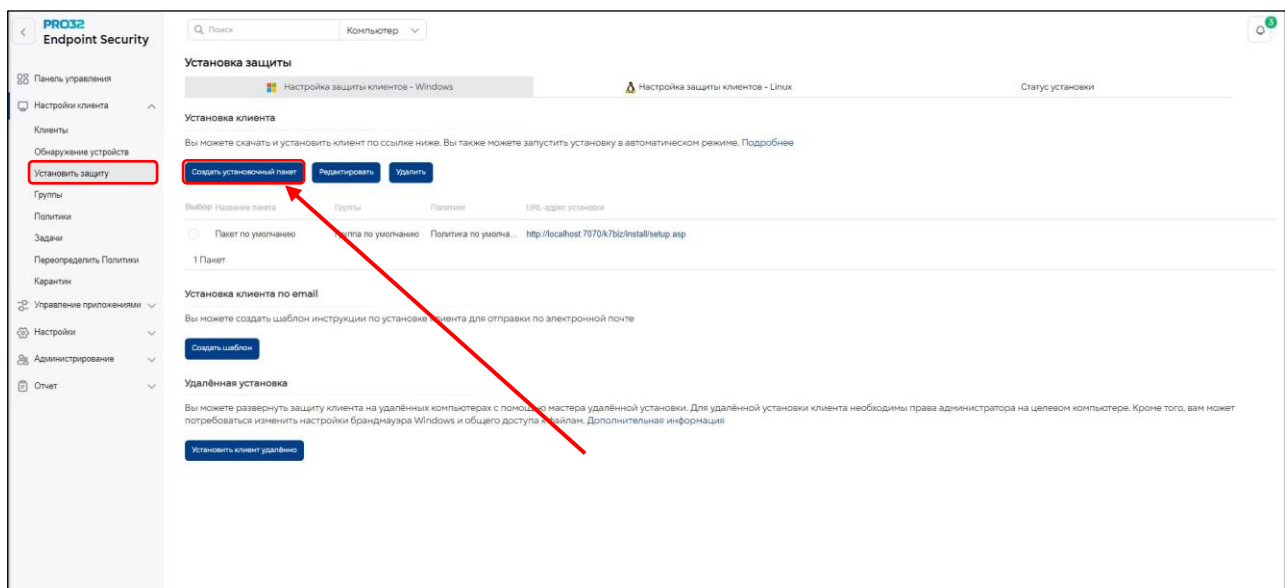 PRO32
Endpoint Security
Поиск
Компьютер
3
Панель управления
Настройки клиента
Клиенты
Обнаружение устройств
Установить защиту
Группы
Политики
Задачи
Переопределить Политики
Карантин
Управление приложениями
Настройки
Администрирование
Отчет
Установка защиты
Настройка защиты клиентов - Windows
Настройка защиты клиентов - Linux
Статус установки
Установка клиента
Вы можете скачать и установить клиент по ссылке ниже. Вы также можете запустить установку в автоматическом режиме. Подробнее
Создать установочный пакет
Редактировать
Удалить
Выбор Название пакета Группы Политики URL-адрес установки
Пакет по умолчанию Группа по умолчанию Политика по умолча... http://localhost:7070/k7biz/install/setup.asp
1 Пакет
Установка клиента по email
Вы можете создать шаблон инструкции по установке клиента для отправки по электронной почте
Создать шаблон
Удалённая установка
Вы можете развернуть защиту клиента на удалённых компьютерах с помощью мастера удалённой установки. Для удалённой установки клиента необходимы права администратора на целевом компьютере. Кроме того, вам может
потребоваться изменить настройки брандмауэра Windows и общего доступа к файлам. Дополнительная информация
Установить клиент удалённо